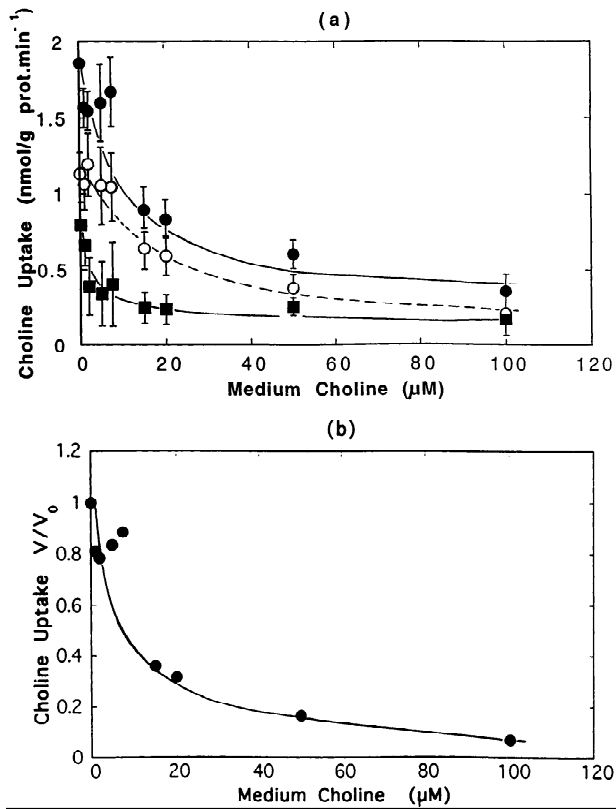 (a)
Choline Uptake (nmol/g prot.min⁻¹)
2
1.5
1
0.5
0
0 20 40 60 80 100 120
Medium Choline (µM)
(b)
Choline Uptake V/V₀
1.2
1
0.8
0.6
0.4
0.2
0
0 20 40 60 80 100 120
Medium Choline (µM)